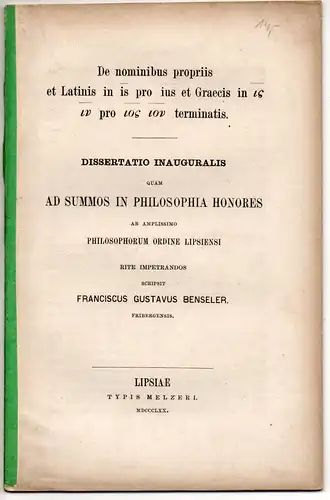 De nominibus propriis
et Latinis in is pro ius et Graecis in ις
ιν pro ιος ιον terminatis.
DISSERTATIO INAUGURALIS
QUAM
AD SUMMOS IN PHILOSOPHIA HONORES
AB AMPLISSIMO
PHILOSOPHORUM ORDINE LIPSIENSI
RITE IMPETRANDOS
SCRIPSIT
FRANCISCUS GUSTAVUS BENSELER,
FRIBERGENSIS.
LIPSIAE
TYPIS MELZERI.
MDCCCLXX.